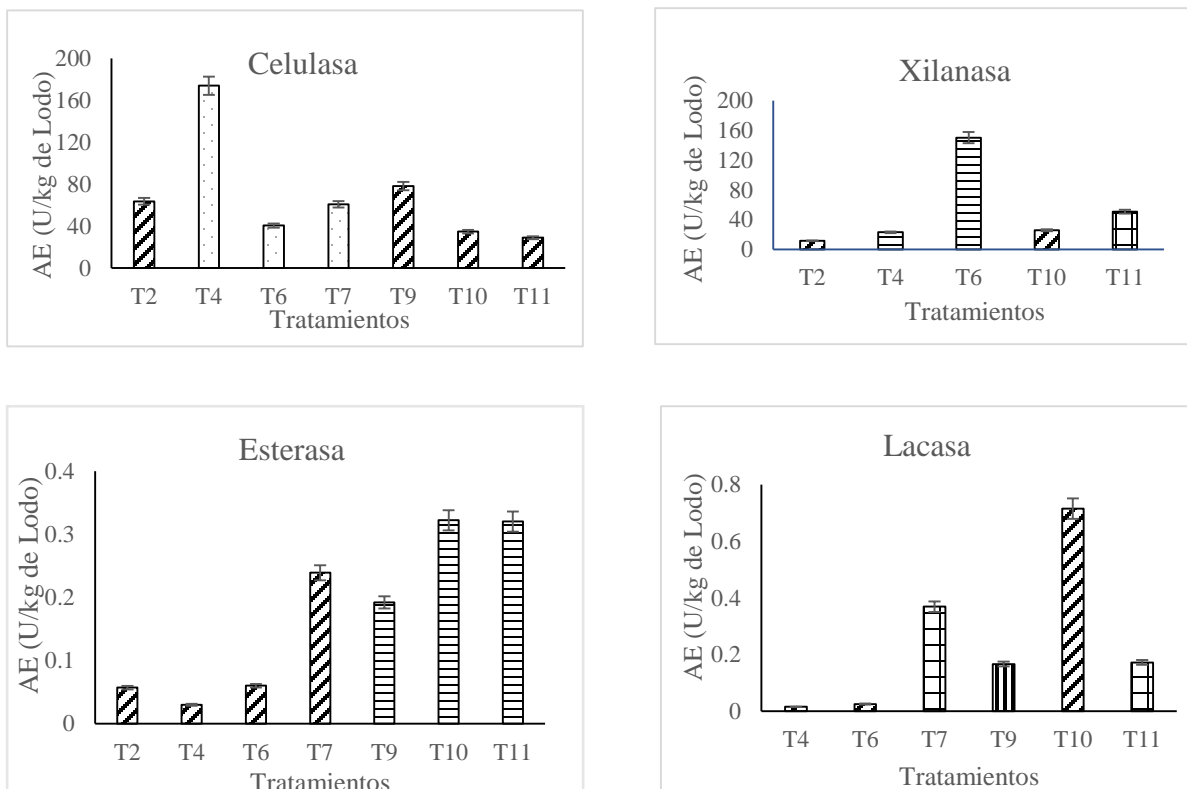 Celulasa
AE (U/kg de Lodo)
200
160
120
80
40
0
T2 T4 T6 T7 T9 T10 T11
Tratamientos
Xilanasa
AE (U/kg de Lodo)
200
160
120
80
40
0
T2 T4 T6 T10 T11
Tratamientos
Esterasa
AE (U/kg de Lodo)
0.4
0.3
0.2
0.1
0
T2 T4 T6 T7 T9 T10 T11
Tratamientos
Lacasa
AE (U/kg de Lodo)
0.8
0.6
0.4
0.2
0
T4 T6 T7 T9 T10 T11
Tratamientos